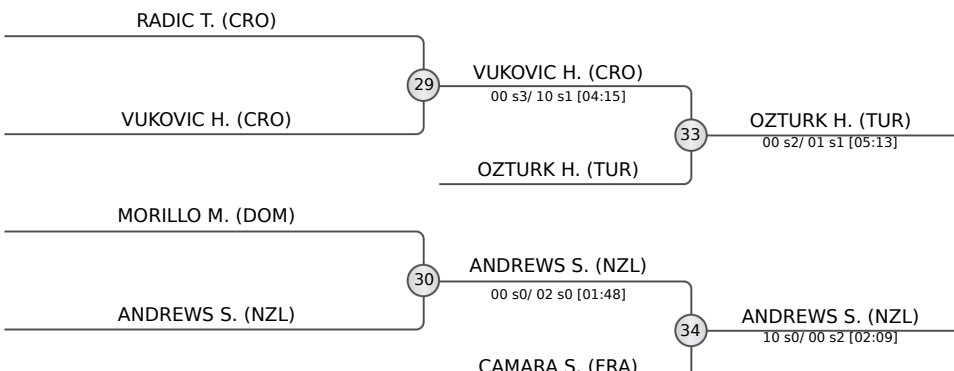 RADIC T. (CRO)
29
VUKOVIC H. (CRO)
00 s3/ 10 s1 [04:15]
VUKOVIC H. (CRO)
33
OZTURK H. (TUR)
00 s2/ 01 s1 [05:13]
OZTURK H. (TUR)
MORILLO M. (DOM)
30
ANDREWS S. (NZL)
00 s0/ 02 s0 [01:48]
ANDREWS S. (NZL)
34
ANDREWS S. (NZL)
10 s0/ 00 s2 [02:09]
CAMARA S. (FRA)